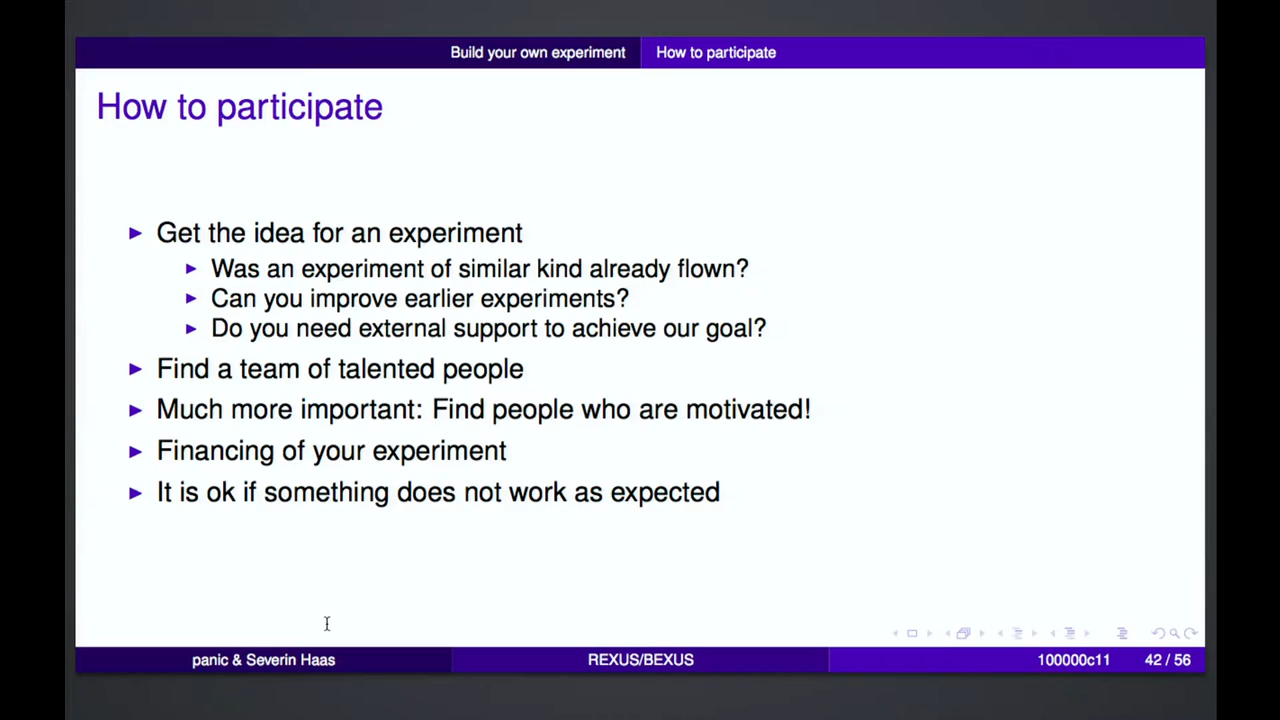 Build your own experiment
How to participate
How to participate
Get the idea for an experiment
Was an experiment of similar kind already flown?
Can you improve earlier experiments?
Do you need external support to achieve our goal?
Find a team of talented people
Much more important: Find people who are motivated!
Financing of your experiment
It is ok if something does not work as expected
panic & Severin Haas
REXUS/BEXUS
100000c11
42 / 56